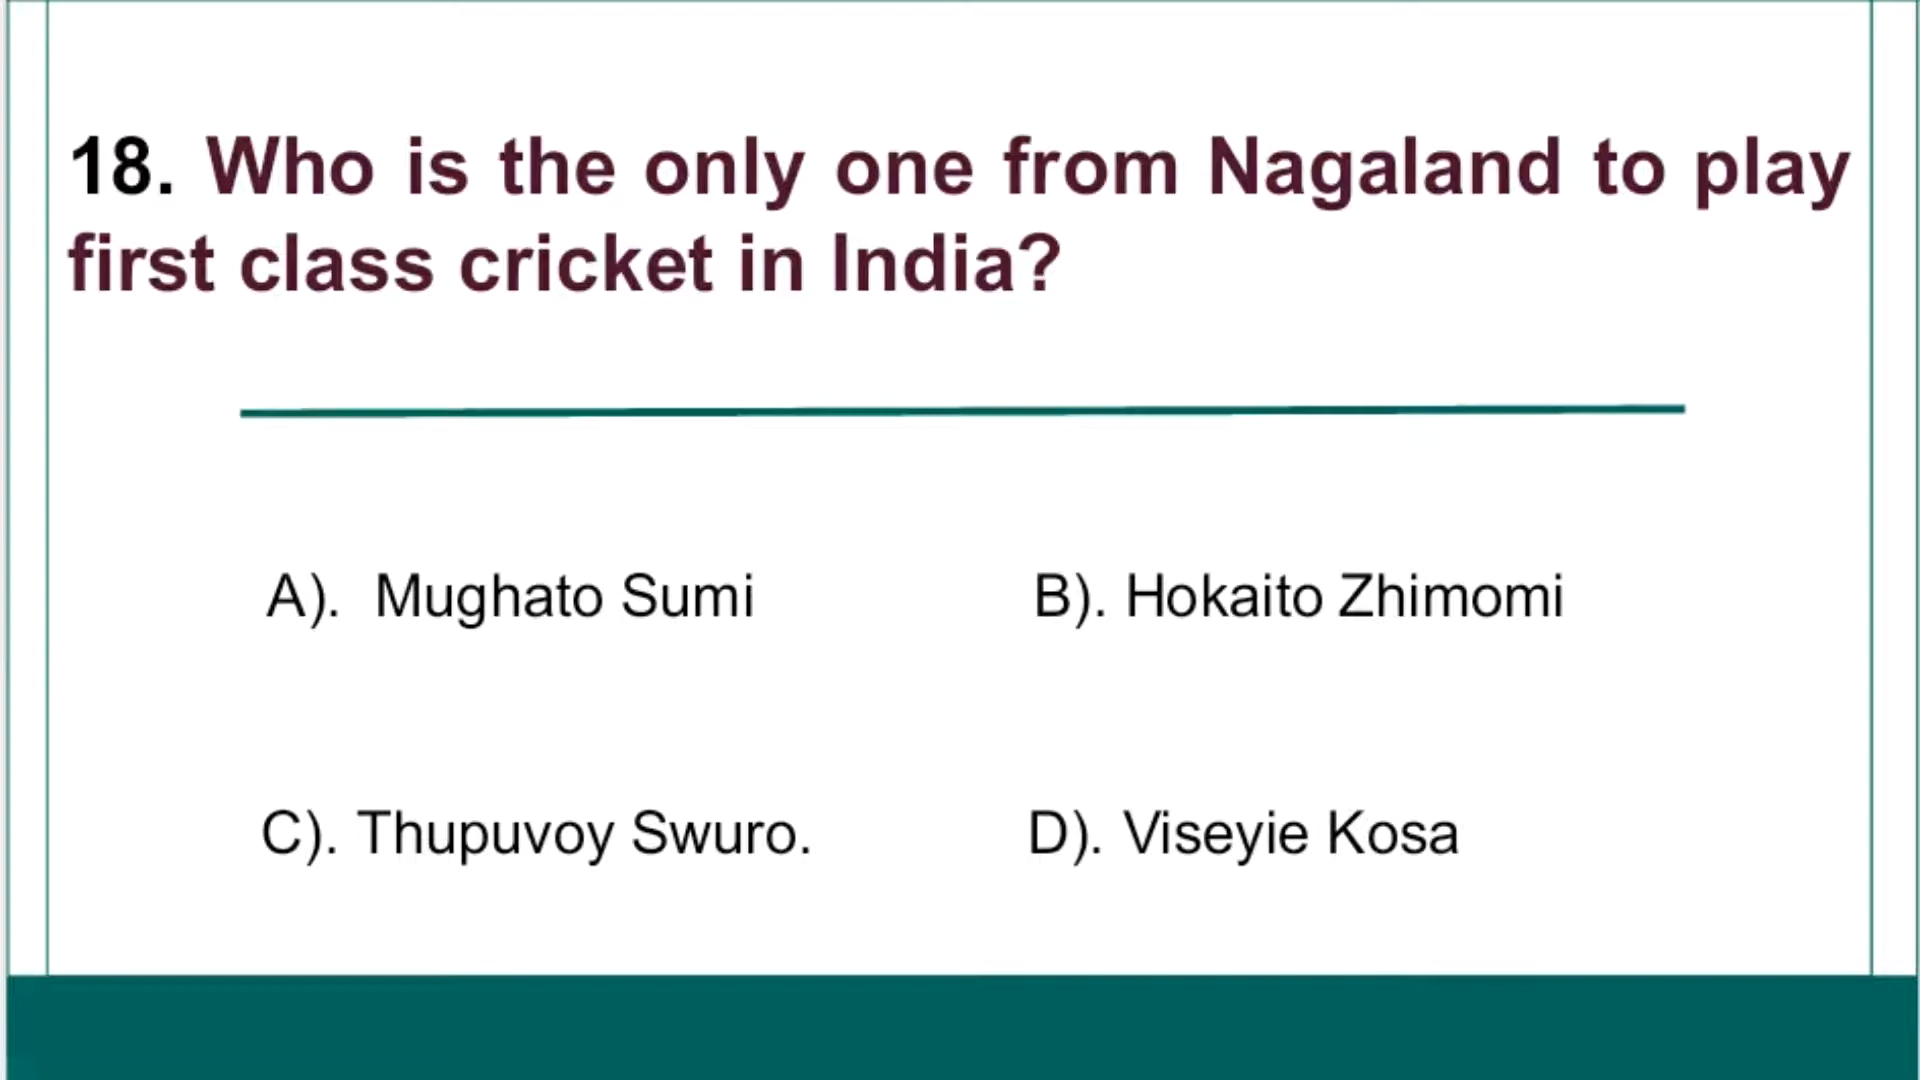 18. Who is the only one from Nagaland to play
first class cricket in India?
A). Mughato Sumi
B). Hokaito Zhimomi
C). Thupuvoy Swuro.
D). Viseyie Kosa